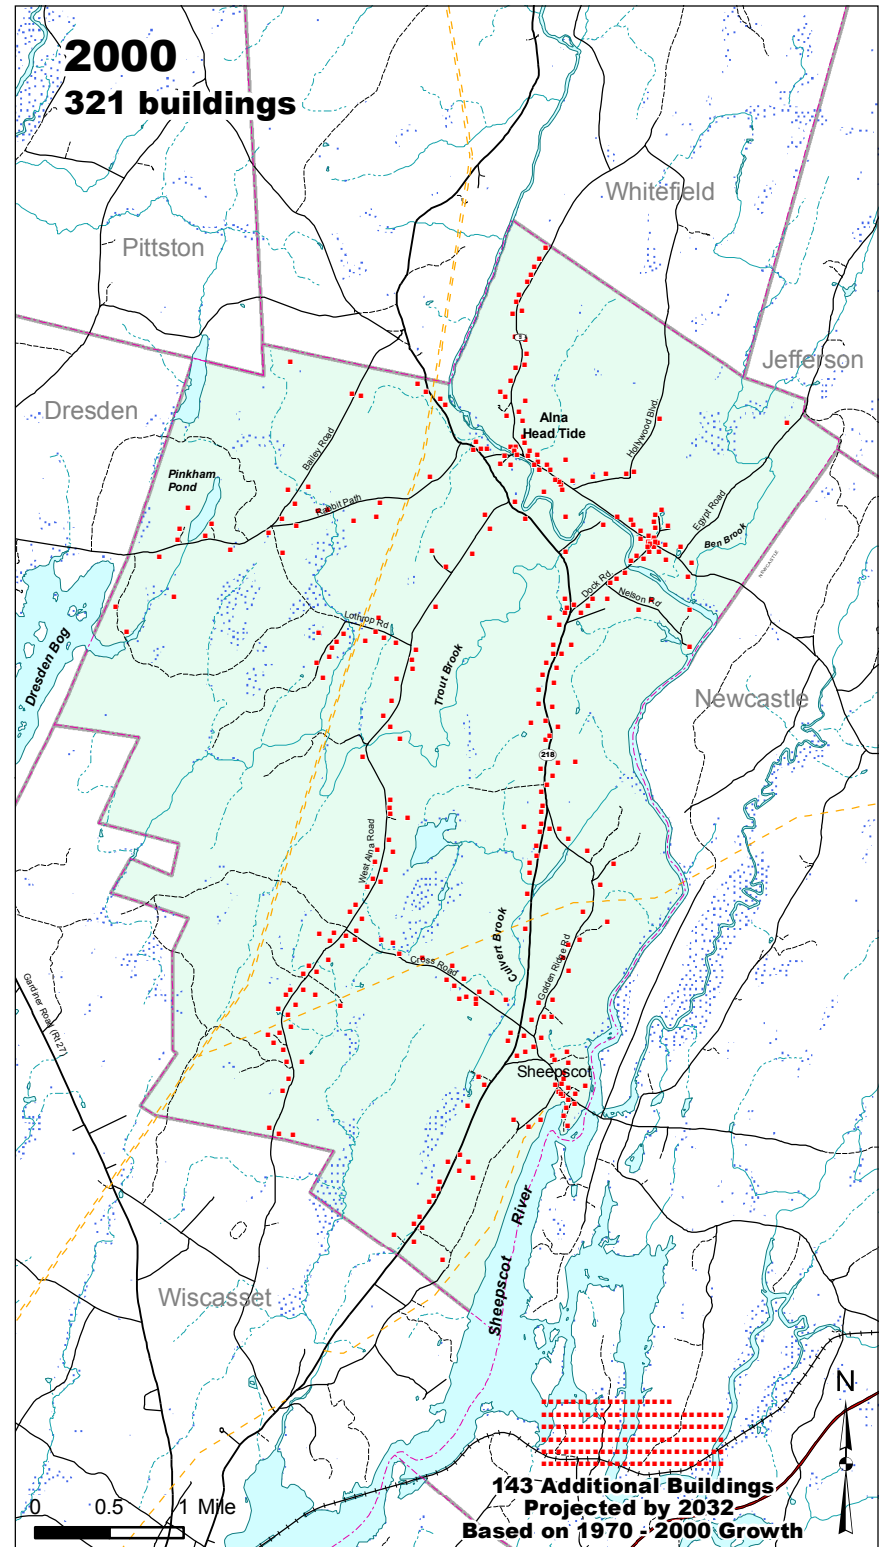 2000
321 buildings
Whitefield
Pittston
Jefferson
Dresden
Alna
Head Tide
Hollywood Blvd.
Bailey Road
Pinkham
Pond
Rabbit Path
Egypt Road
Ben Brook
NEWCASTLE
Dock Rd.
Nelson Rd
Lothrop Rd
Dresden Bog
Trout Brook
Newcastle
218
West Alna Road
Culvert Brook
Cross Road
Golden Ridge Rd
Gardiner Road (Rt 27)
Sheepscot
Sheepscot River
Wiscasset
N
143 Additional Buildings
Projected by 2032
Based on 1970 - 2000 Growth
0 0.5 1 Mile